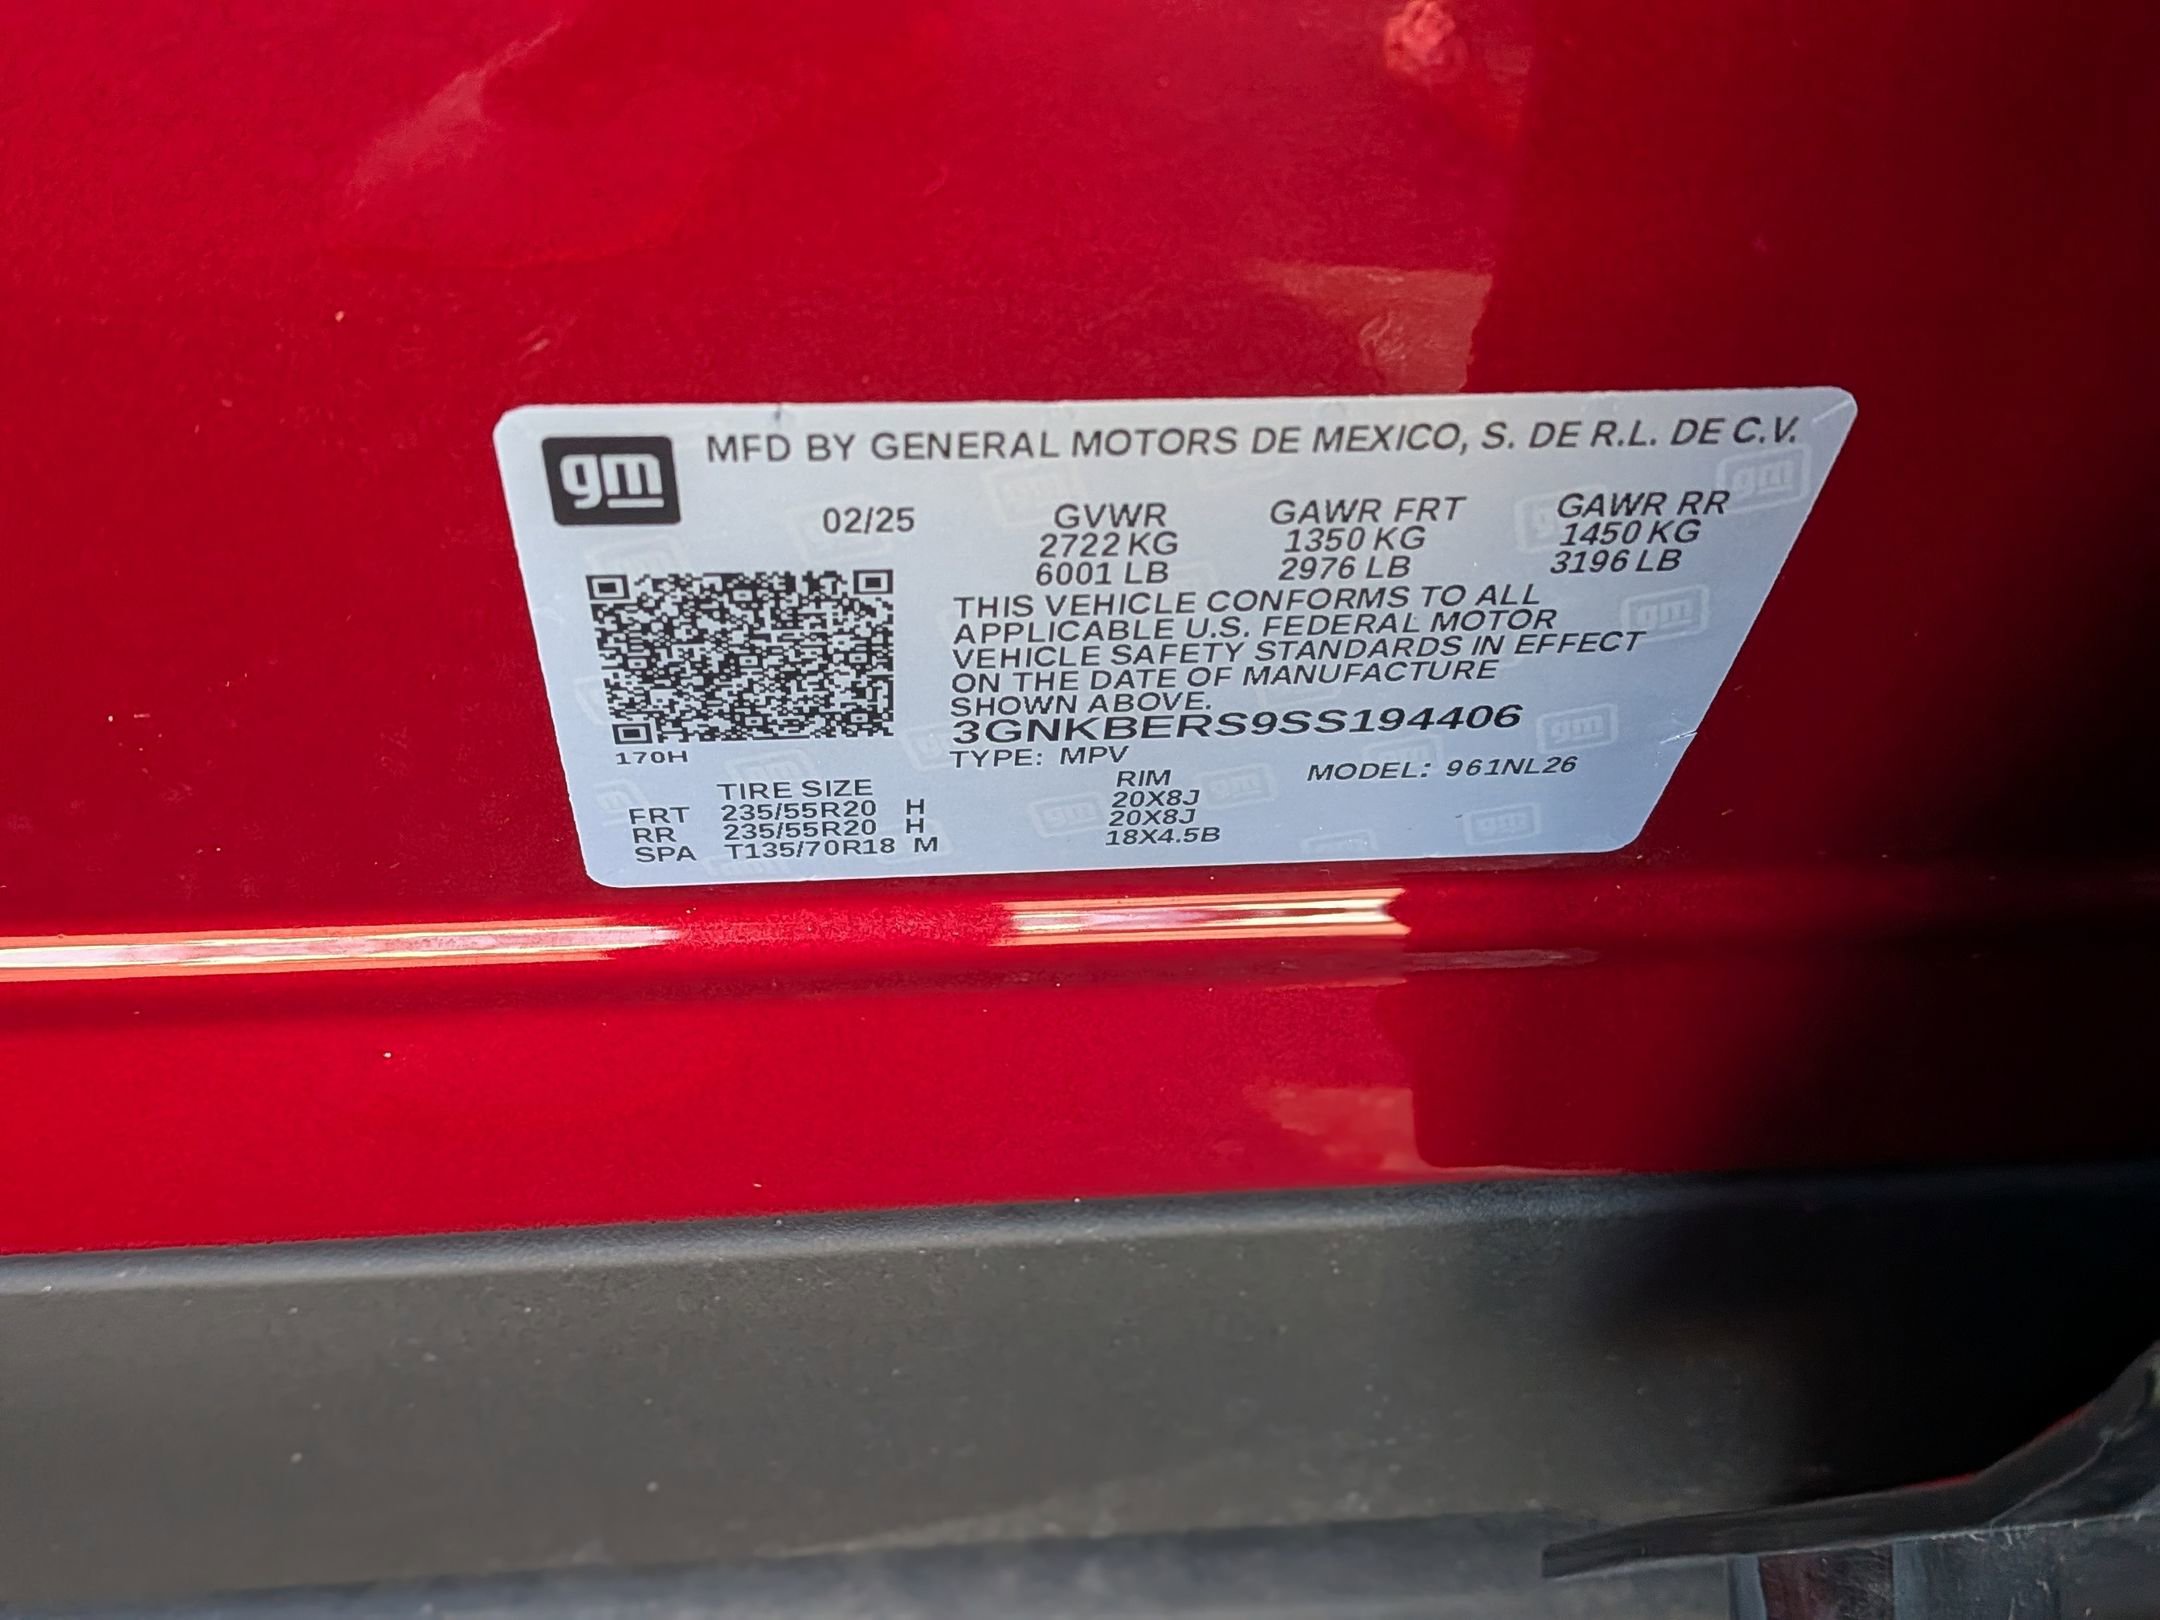 gm MFD BY GENERAL MOTORS DE MEXICO, S. DE R.L. DE C.V.
02/25 GVWR GAWR FRT GAWR RR
2722 KG 1350 KG 1450 KG
6001 LB 2976 LB 3196 LB
THIS VEHICLE CONFORMS TO ALL
APPLICABLE U.S. FEDERAL MOTOR
VEHICLE SAFETY STANDARDS IN EFFECT
ON THE DATE OF MANUFACTURE
SHOWN ABOVE.
3GNKBERS9SS194406
170H TYPE: MPV MODEL: 961NL26
TIRE SIZE RIM
FRT 235/55R20 H 20X8J
RR 235/55R20 H 20X8J
SPA T135/70R18 M 18X4.5B